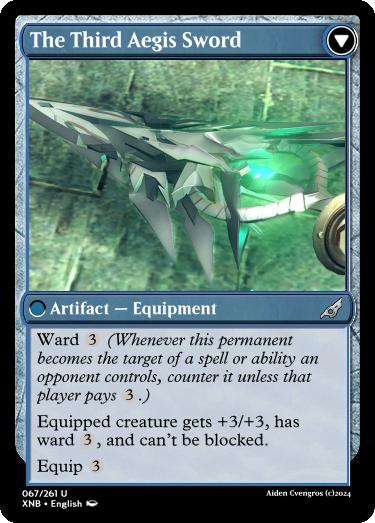 The Third Aegis Sword
Artifact — Equipment
Ward 3 (Whenever this permanent
becomes the target of a spell or ability an
opponent controls, counter it unless that
player pays 3.)
Equipped creature gets +3/+3, has
ward 3, and can't be blocked.
Equip 3
067/261 U
XNB • English
Aiden Cvengros (c)2024